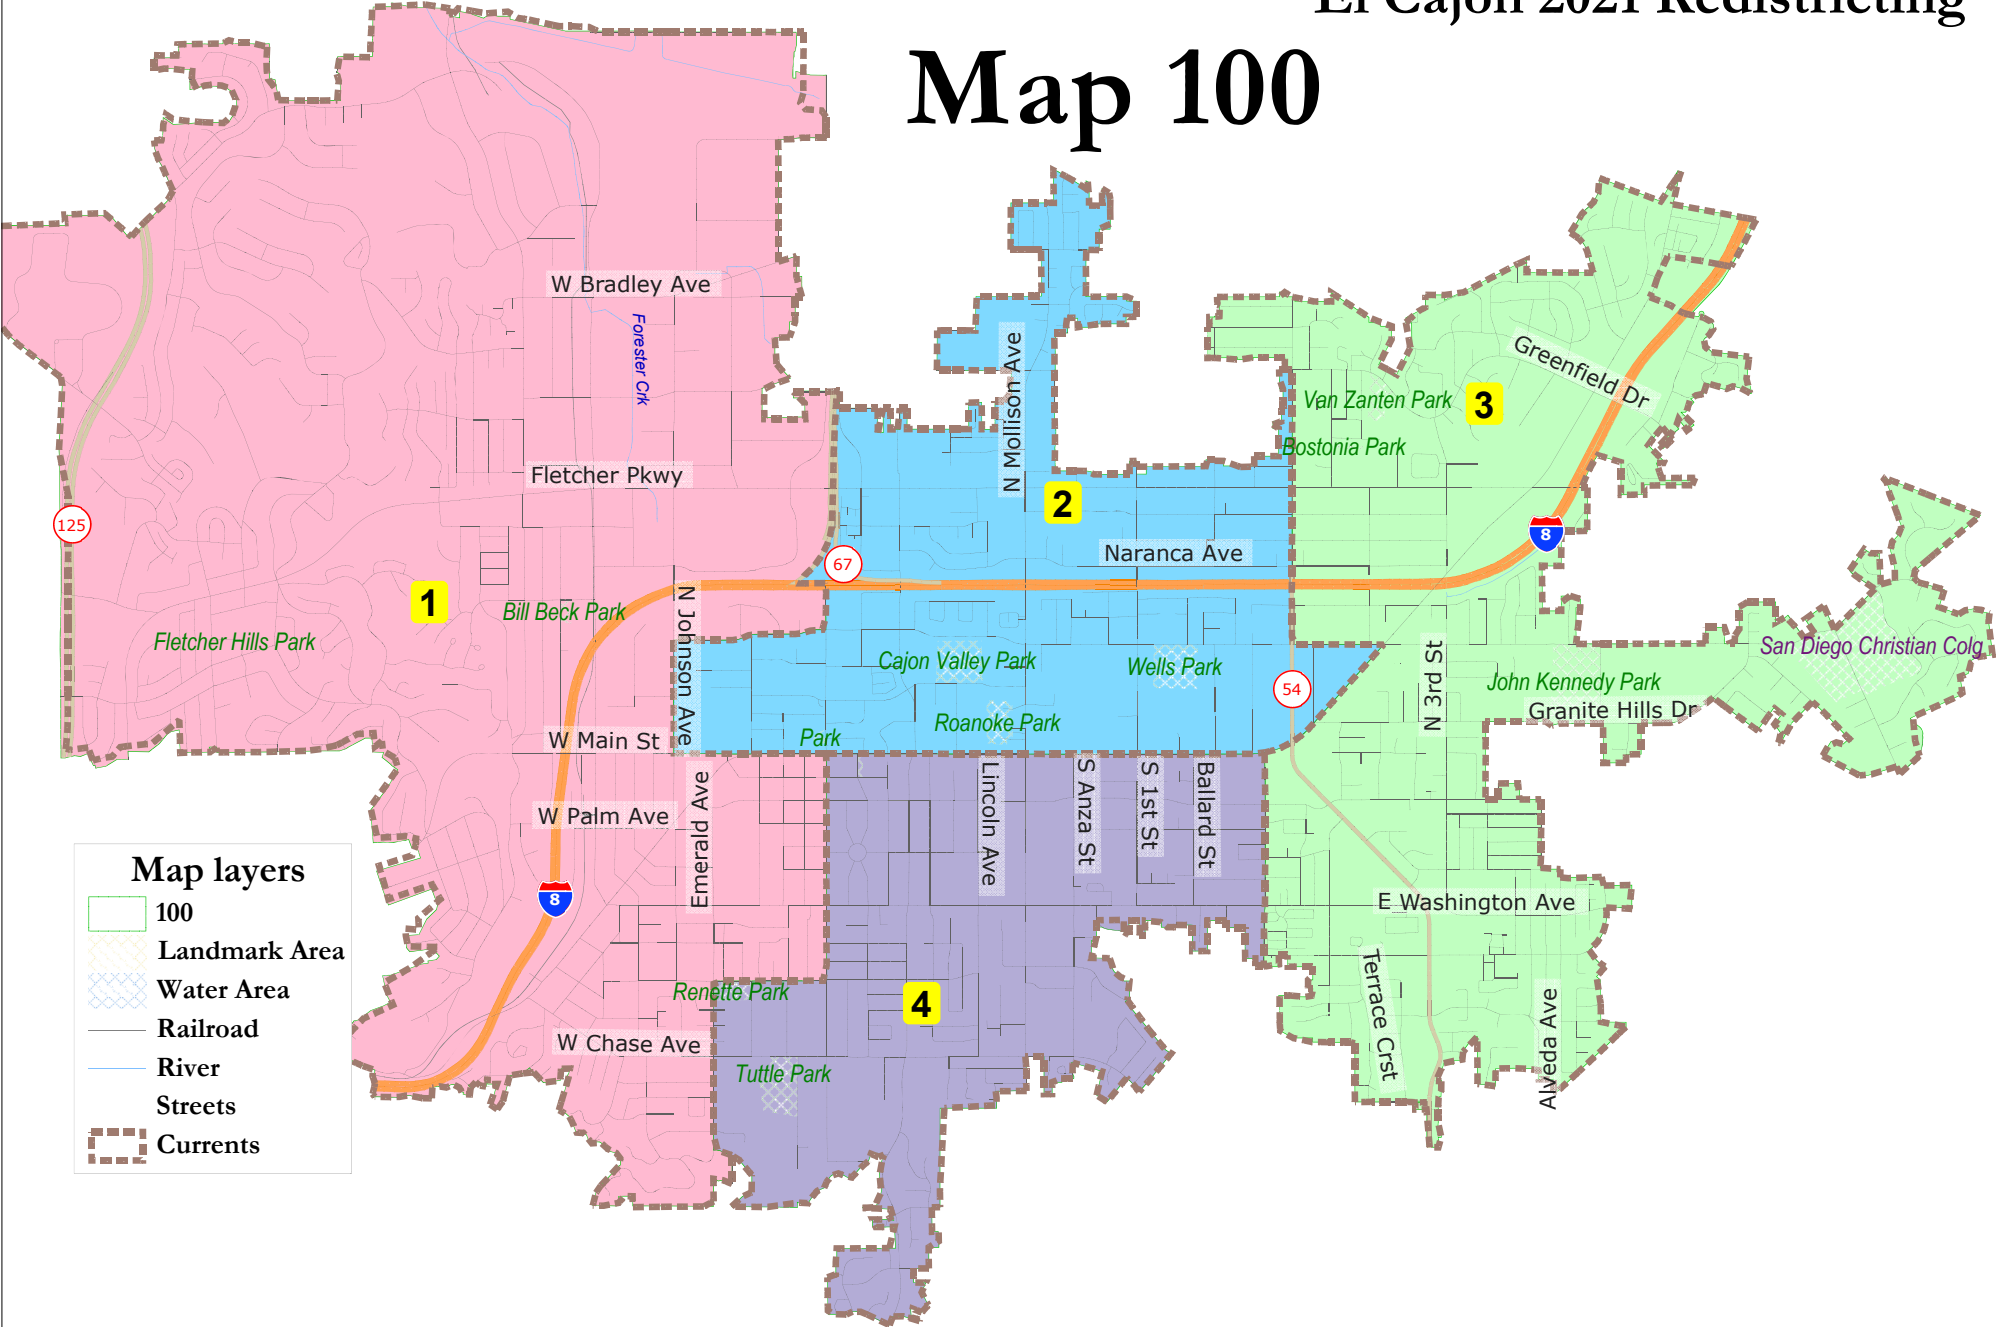 El Cajon 2021 Redistricting
Map 100
W Bradley Ave
Forester Crk
N Mollison Ave
Greenfield Dr
Van Zanten Park
3
Bostonia Park
Fletcher Pkwy
2
125
8
Naranca Ave
67
1
Bill Beck Park
N Johnson Ave
Fletcher Hills Park
Cajon Valley Park
Wells Park
N 3rd St
San Diego Christian Colg
54
John Kennedy Park
Granite Hills Dr
Roanoke Park
Park
W Main St
Emerald Ave
Lincoln Ave
S Anza St
S 1st St
Ballard St
W Palm Ave
8
E Washington Ave
Terrace Crst
Alveda Ave
Renette Park
4
W Chase Ave
Tuttle Park
Map layers
100
Landmark Area
Water Area
Railroad
River
Streets
Currents